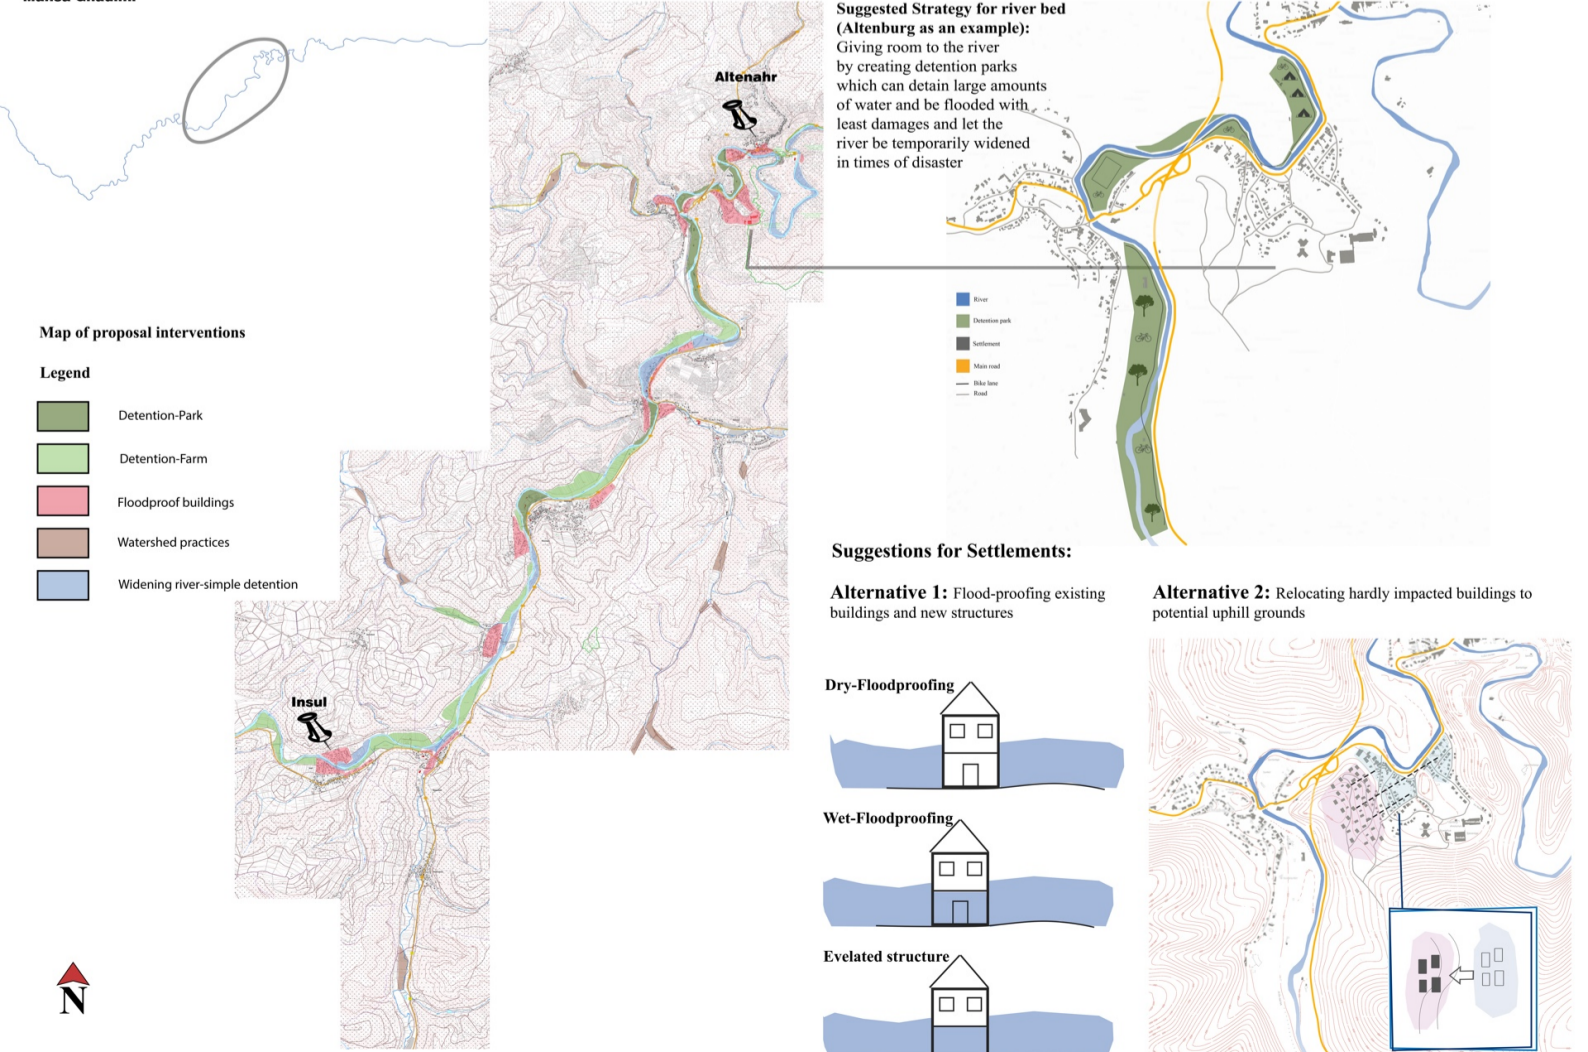 Altenahr
Insul
Map of proposal interventions
Legend
Detention-Park
Detention-Farm
Floodproof buildings
Watershed practices
Widening river-simple detention
N
Suggested Strategy for river bed
(Altenburg as an example):
Giving room to the river
by creating detention parks
which can detain large amounts
of water and be flooded with
least damages and let the
river be temporarily widened
in times of disaster
River
Detention park
Settlement
Main road
Bike lane
Road
Suggestions for Settlements:
Alternative 1: Flood-proofing existing
buildings and new structures
Dry-Floodproofing
Wet-Floodproofing
Evelated structure
Alternative 2: Relocating hardly impacted buildings to
potential uphill grounds